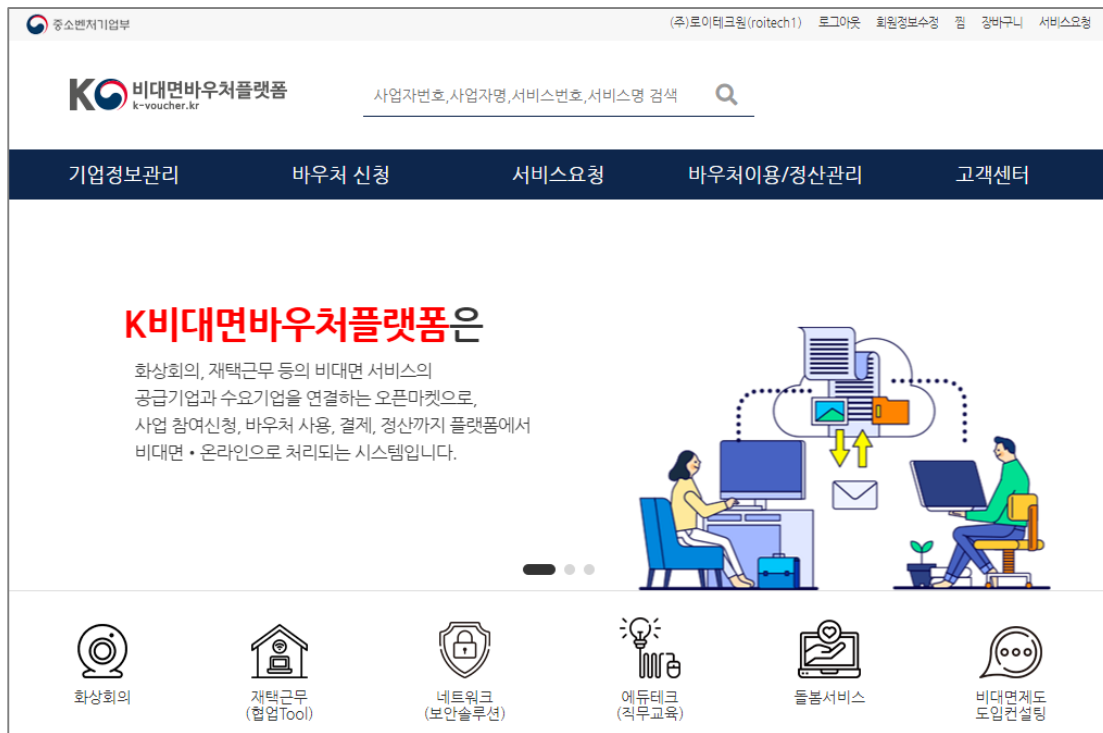 중소벤처기업부
(주)로이테크원(roitech1) 로그아웃 회원정보수정 찜 장바구니 서비스요청
K 비대면바우처플랫폼
k-voucher.kr
사업자번호,사업자명,서비스번호,서비스명 검색
기업정보관리 바우처 신청 서비스요청 바우처이용/정산관리 고객센터
K비대면바우처플랫폼은
화상회의, 재택근무 등의 비대면 서비스의
공급기업과 수요기업을 연결하는 오픈마켓으로,
사업 참여신청, 바우처 사용, 결제, 정산까지 플랫폼에서
비대면 • 온라인으로 처리되는 시스템입니다.
화상회의
재택근무
(협업Tool)
네트워크
(보안솔루션)
에듀테크
(직무교육)
돌봄서비스
비대면제도
도입컨설팅